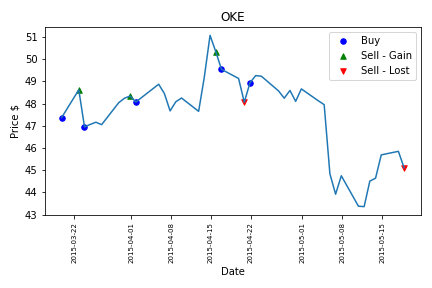 OKE
Buy
Sell - Gain
Sell - Lost
Price $
51
50
49
48
47
46
45
44
43
2015-03-22
2015-04-01
2015-04-08
2015-04-15
2015-04-22
2015-05-01
2015-05-08
2015-05-15
Date